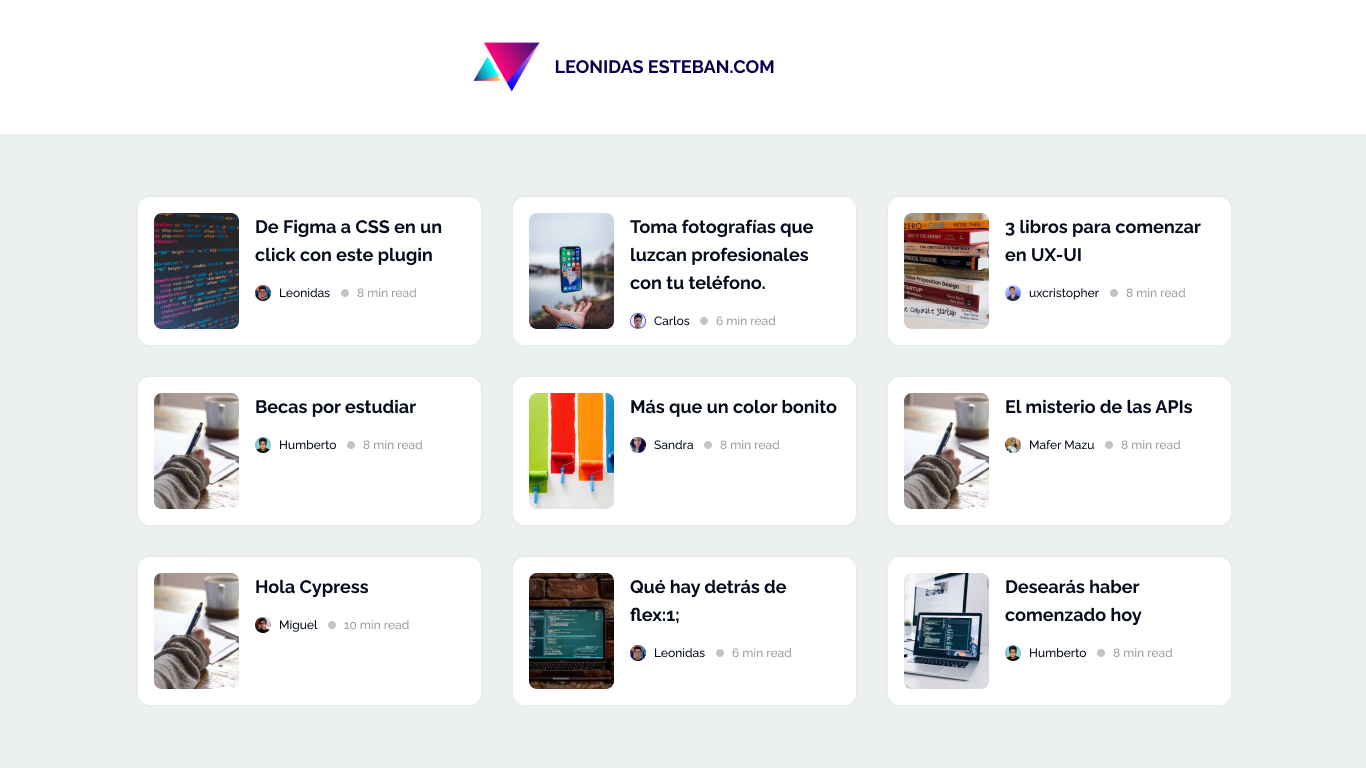 LEONIDAS ESTEBAN.COM
De Figma a CSS en un
click con este plugin
Leonidas 8 min read
Toma fotografías que
luzcan profesionales
con tu teléfono.
Carlos 6 min read
3 libros para comenzar
en UX-UI
uxcristopher 8 min read
Becas por estudiar
Humberto 8 min read
Más que un color bonito
Sandra 8 min read
El misterio de las APIs
Mafer Mazu 8 min read
Hola Cypress
Miguel 10 min read
Qué hay detrás de
flex:1;
Leonidas 6 min read
Desearás haber
comenzado hoy
Humberto 8 min read